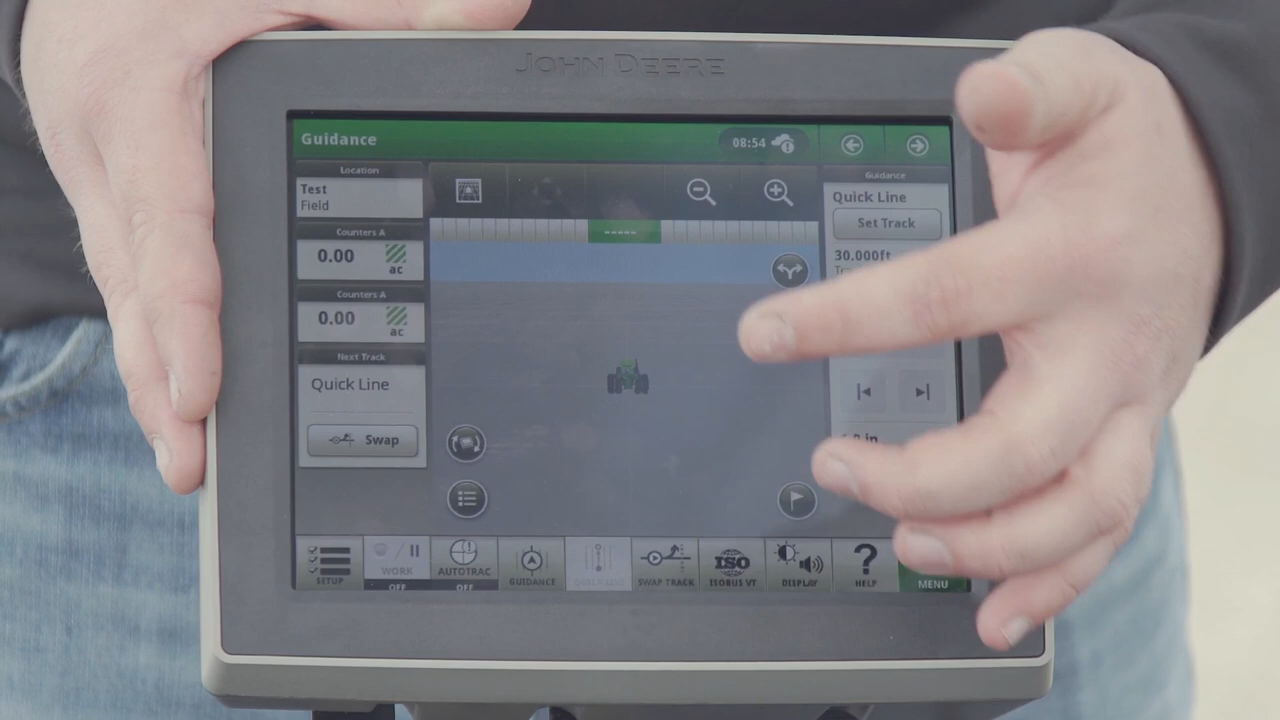 JOHN DEERE
Guidance
08:54
Location
Test
Field
Counters A
0.00
ac
Counters A
0.00
ac
Next Track
Quick Line
Swap
-----
Guidance
Quick Line
Set Track
30.000ft
in
SETUP
WORK
OFF
AUTOTRAC
OFF
GUIDANCE
SWAP TRACK
ISO
ISOBUS VT
DISPLAY
?
HELP
MENU